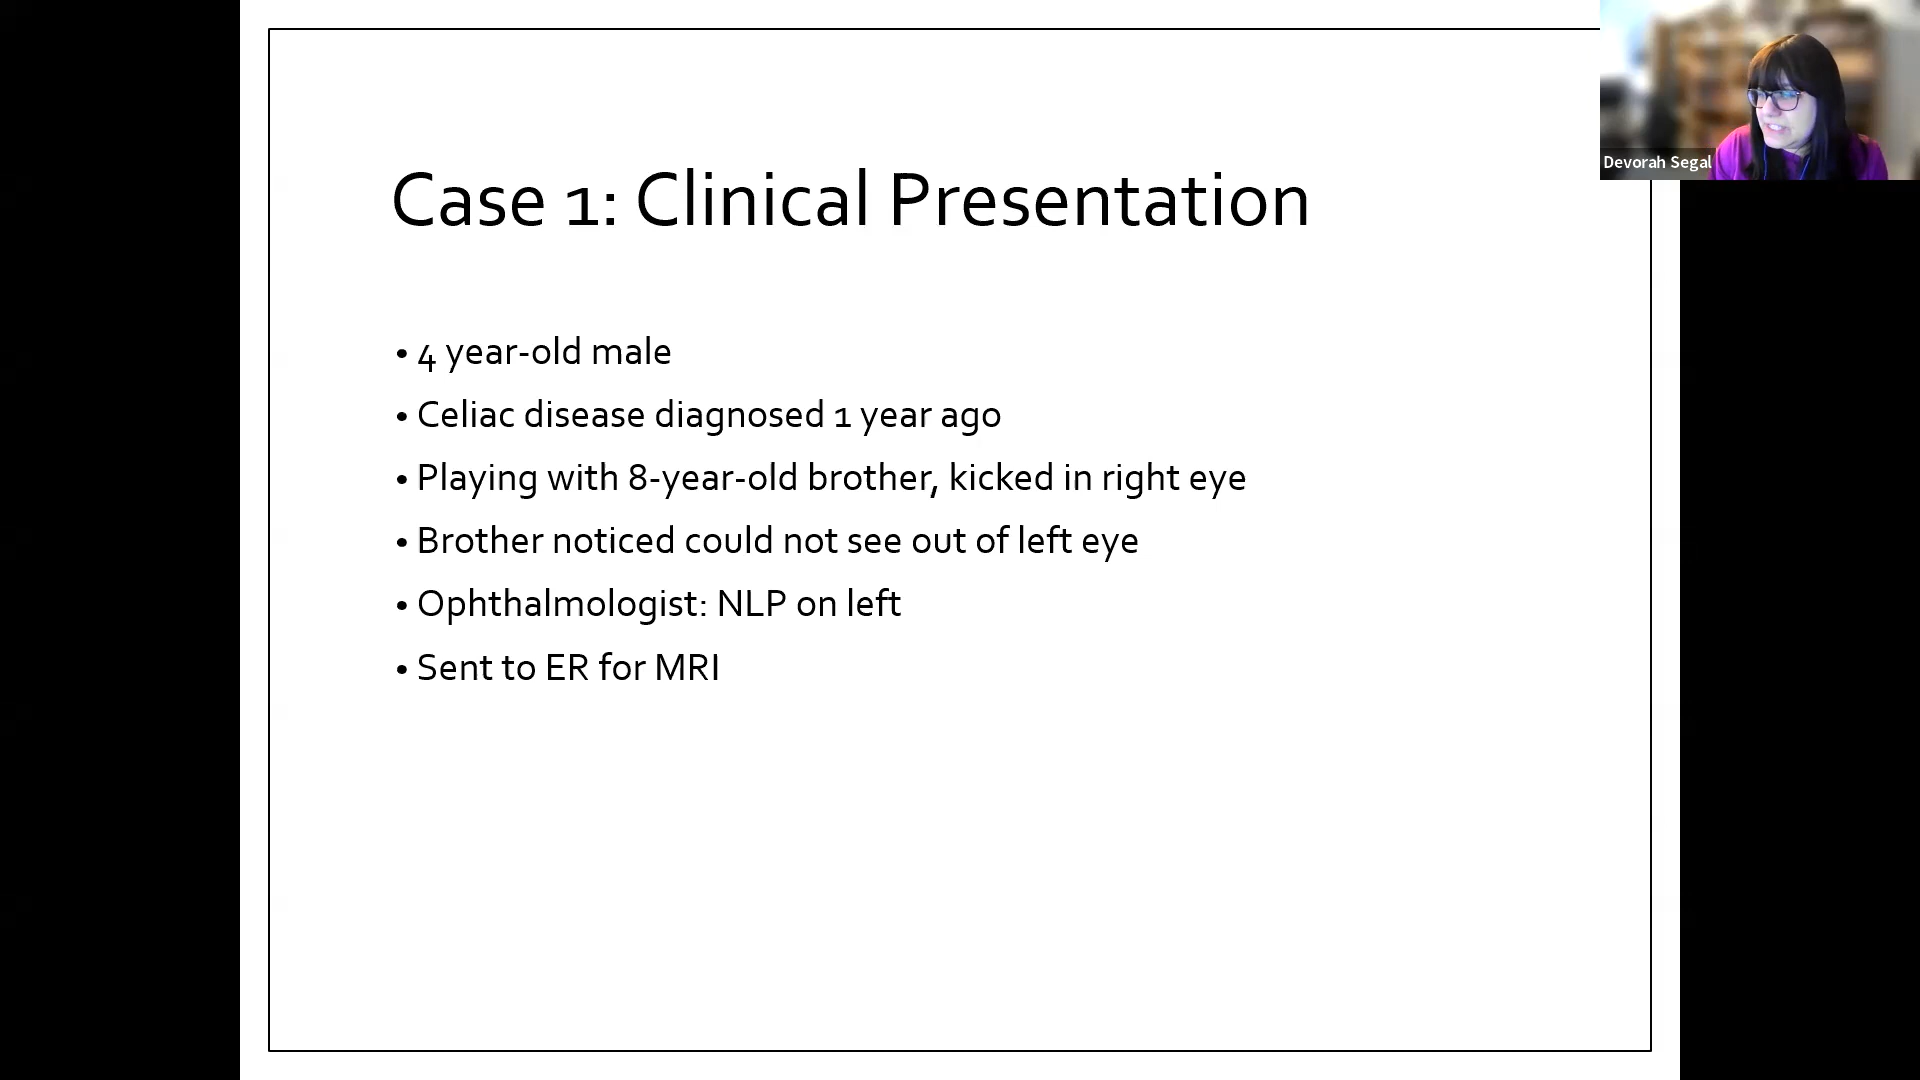 Devorah Segal
Case 1: Clinical Presentation
• 4 year-old male
• Celiac disease diagnosed 1 year ago
• Playing with 8-year-old brother, kicked in right eye
• Brother noticed could not see out of left eye
• Ophthalmologist: NLP on left
• Sent to ER for MRI